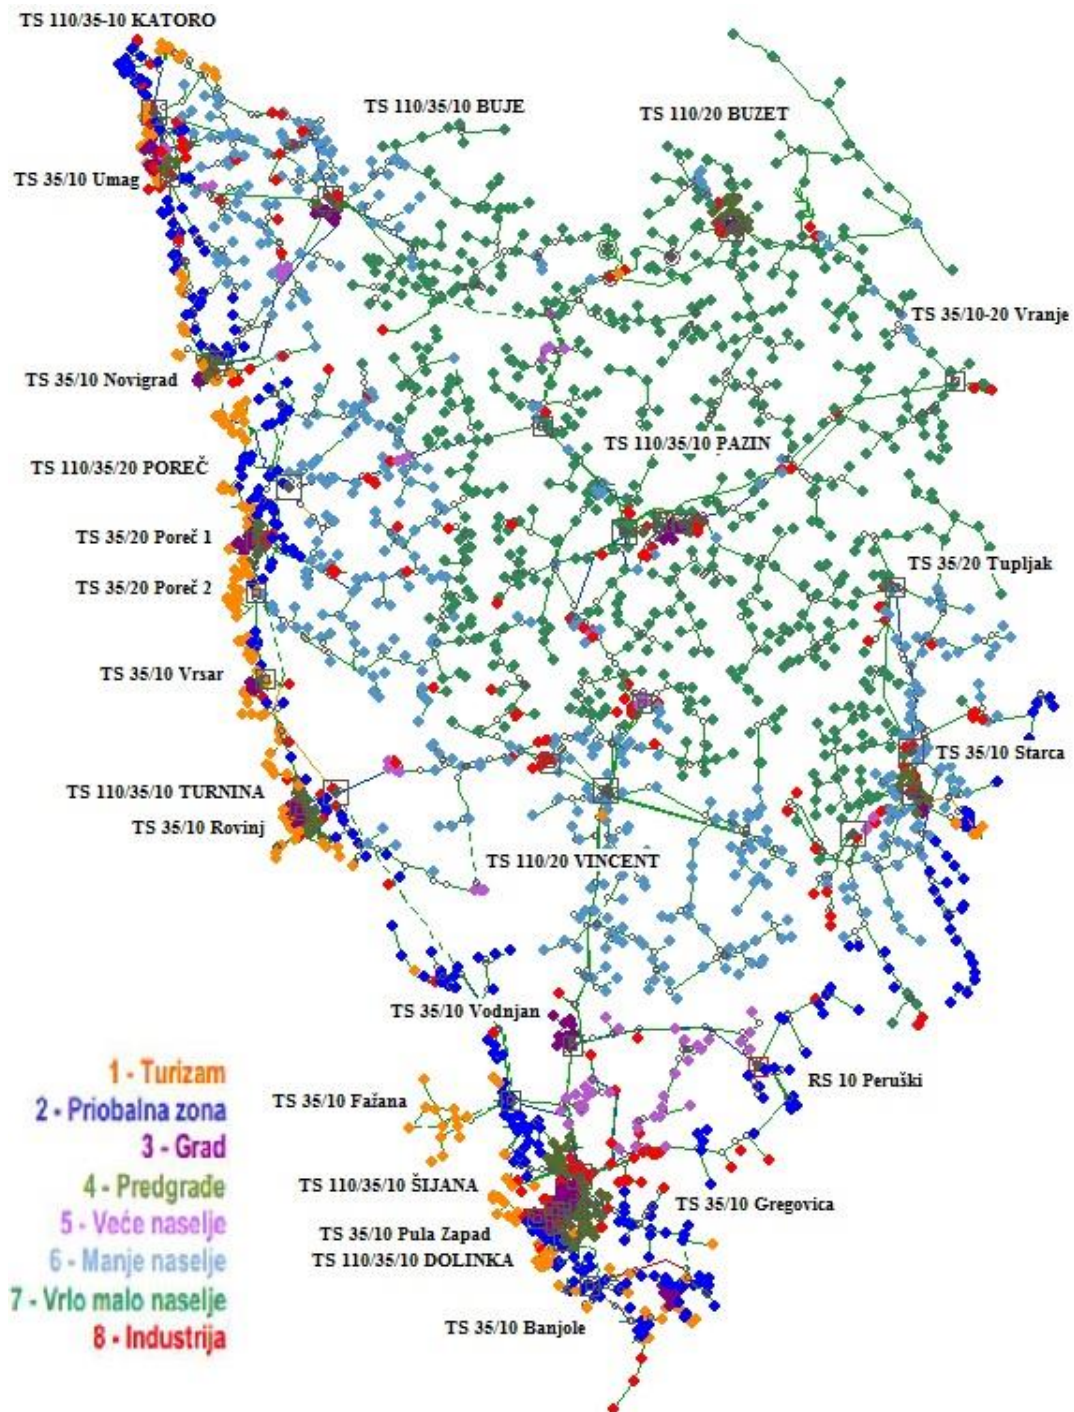 TS 110/35-10 KATORO
TS 110/35/10 BUJE
TS 110/20 BUZET
TS 35/10 Umag
TS 35/10-20 Vranje
TS 35/10 Novigrad
TS 110/35/10 PAZIN
TS 110/35/20 POREČ
TS 35/20 Poreč 1
TS 35/20 Tupljak
TS 35/20 Poreč 2
TS 35/10 Vrsar
TS 35/10 Starca
TS 110/35/10 TURNINA
TS 35/10 Rovinj
TS 110/20 VINCENT
TS 35/10 Vodnjan
RS 10 Peruški
TS 35/10 Fažana
TS 110/35/10 ŠIJANA
TS 35/10 Gregovica
TS 35/10 Pula Zapad
TS 110/35/10 DOLINKA
TS 35/10 Banjole
1 - Turizam
2 - Priobalna zona
3 - Grad
4 - Predgrađe
5 - Veće naselje
6 - Manje naselje
7 - Vrlo malo naselje
8 - Industrija